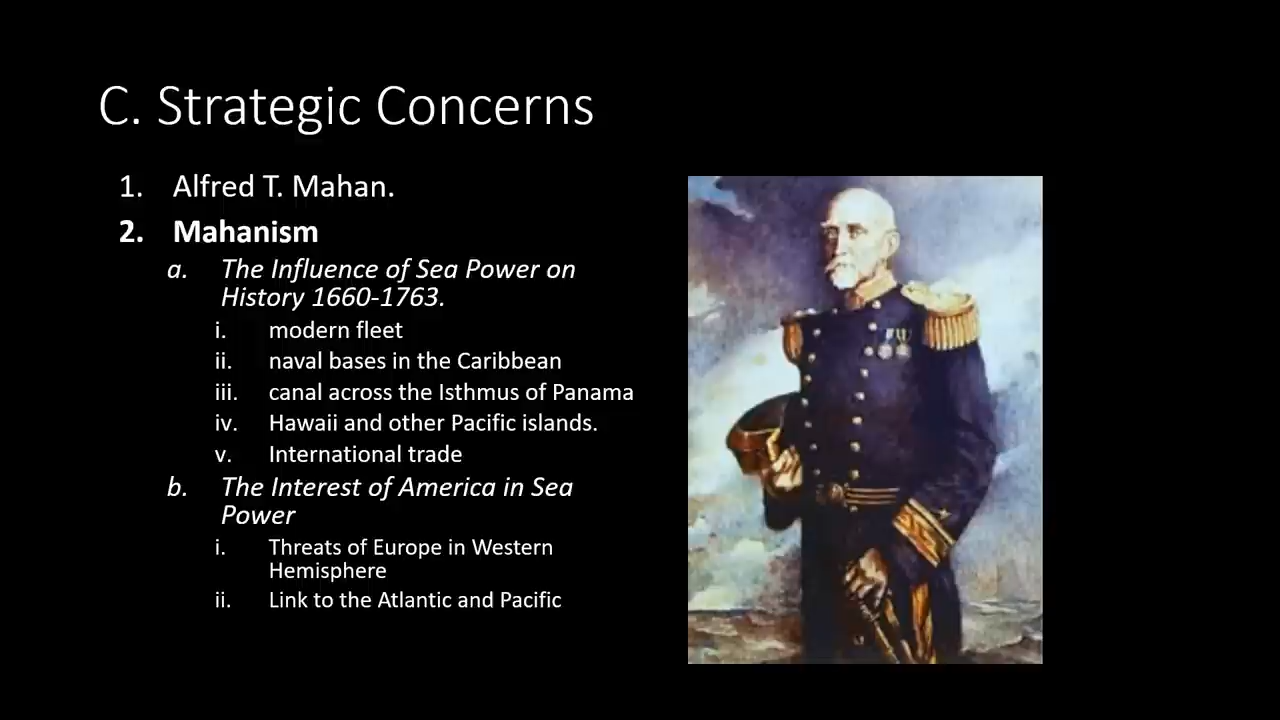 C. Strategic Concerns
1. Alfred T. Mahan.
2. Mahanism
a. The Influence of Sea Power on
History 1660-1763.
i. modern fleet
ii. naval bases in the Caribbean
iii. canal across the Isthmus of Panama
iv. Hawaii and other Pacific islands.
v. International trade
b. The Interest of America in Sea
Power
i. Threats of Europe in Western
Hemisphere
ii. Link to the Atlantic and Pacific